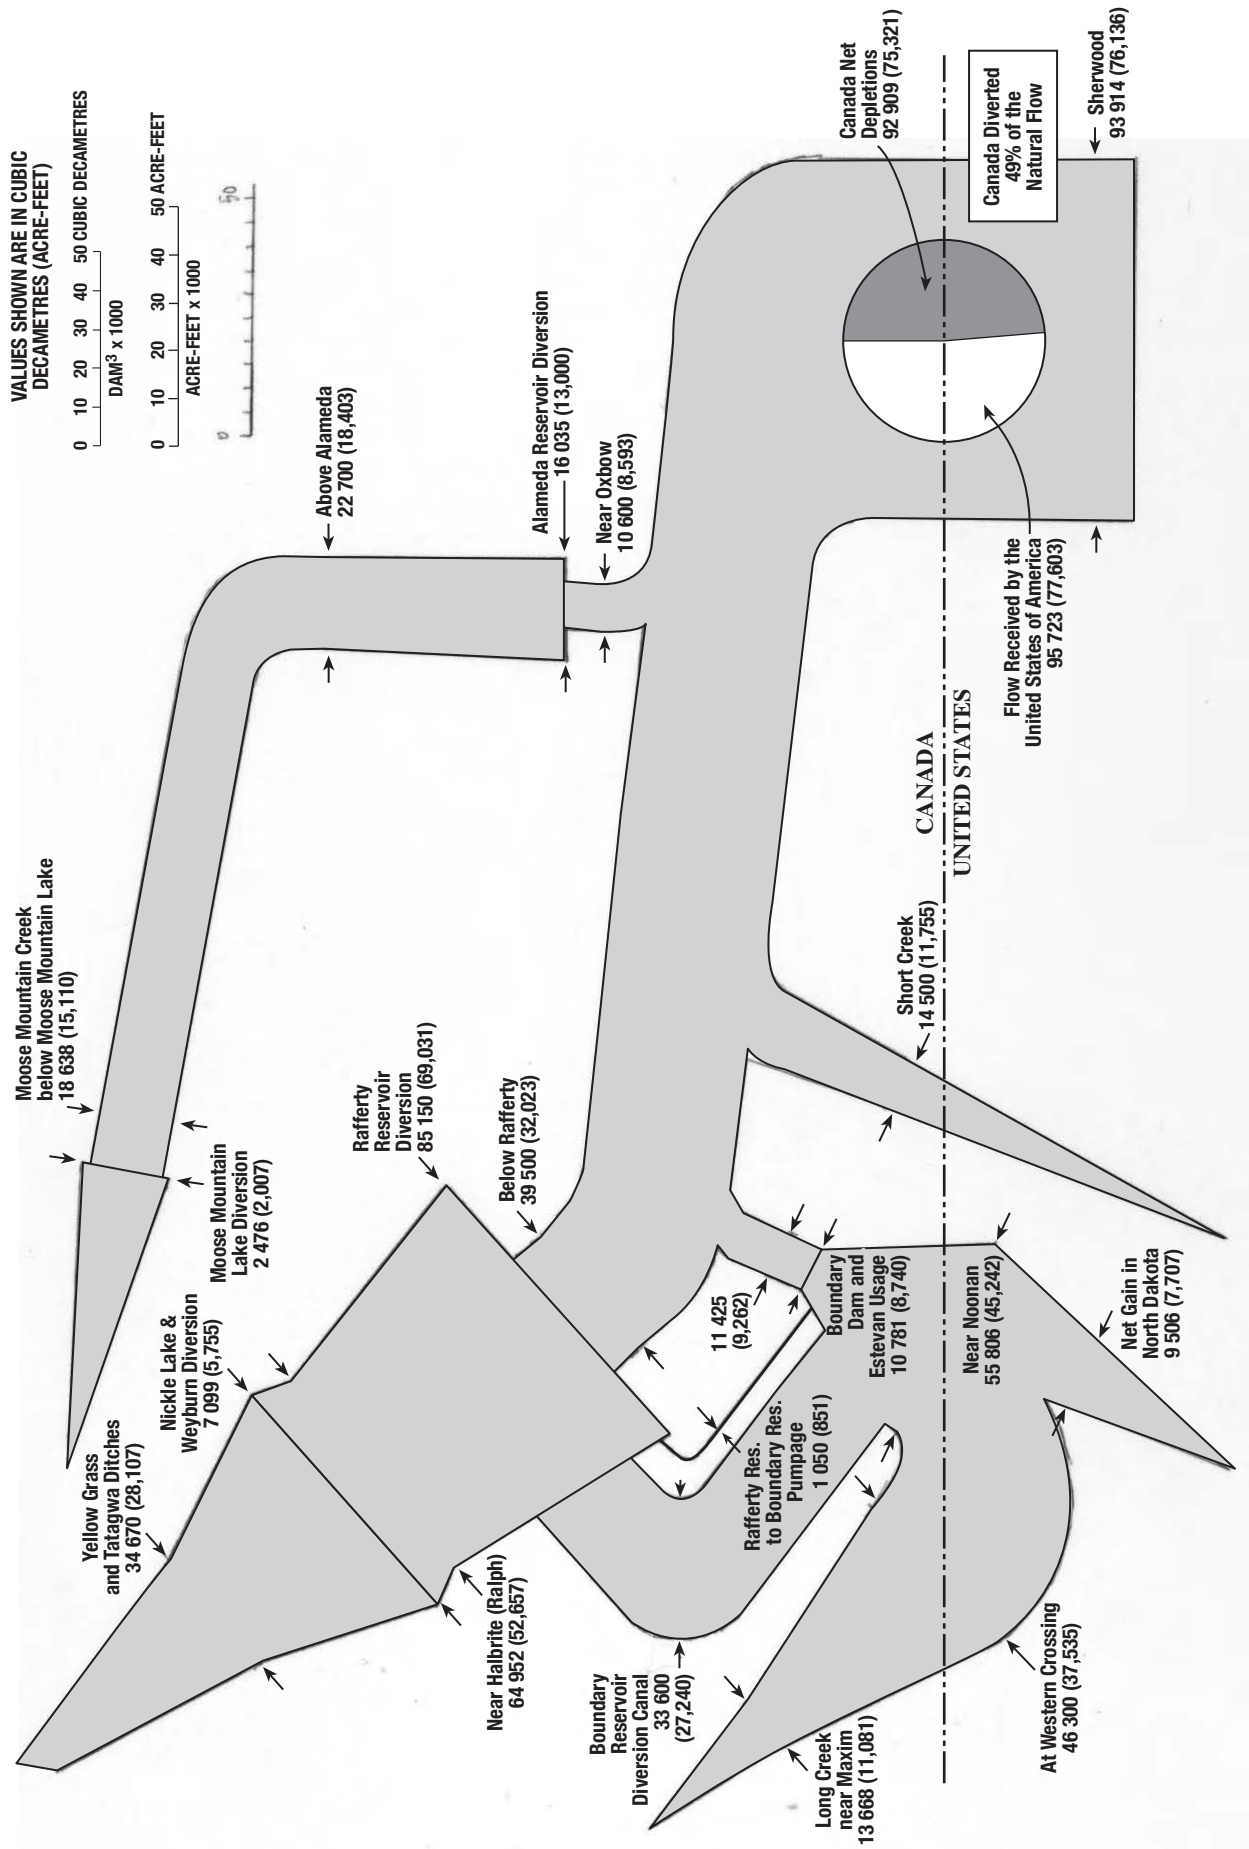 VALUES SHOWN ARE IN CUBIC
DECAMETRES (ACRE-FEET)
0 10 20 30 40 50 CUBIC DECAMETRES
DAM³ x 1000
0 10 20 30 40 50 ACRE-FEET
ACRE-FEET x 1000
0 50
Moose Mountain Creek
below Moose Mountain Lake
18 638 (15,110)
Above Alameda
22 700 (18,403)
Moose Mountain
Lake Diversion
2 476 (2,007)
Alameda Reservoir Diversion
16 035 (13,000)
Near Oxbow
10 600 (8,593)
Yellow Grass
and Tatagwa Ditches
34 670 (28,107)
Nickle Lake &
Weyburn Diversion
7 099 (5,755)
Rafferty
Reservoir
Diversion
85 150 (69,031)
Below Rafferty
39 500 (32,023)
Near Halbrite (Ralph)
64 952 (52,657)
Boundary
Reservoir
Diversion Canal
33 600
(27,240)
11 425
(9,262)
Rafferty Res.
to Boundary Res.
Pumpage
1 050 (851)
Boundary
Dam and
Estevan Usage
10 781 (8,740)
Long Creek
near Maxim
13 668 (11,081)
Near Noonan
55 806 (45,242)
At Western Crossing
46 300 (37,535)
Net Gain in
North Dakota
9 506 (7,707)
Short Creek
14 500 (11,755)
CANADA
UNITED STATES
Canada Net
Depletions
92 909 (75,321)
Canada Diverted
49% of the
Natural Flow
Flow Received by the
United States of America
95 723 (77,603)
Sherwood
93 914 (76,136)